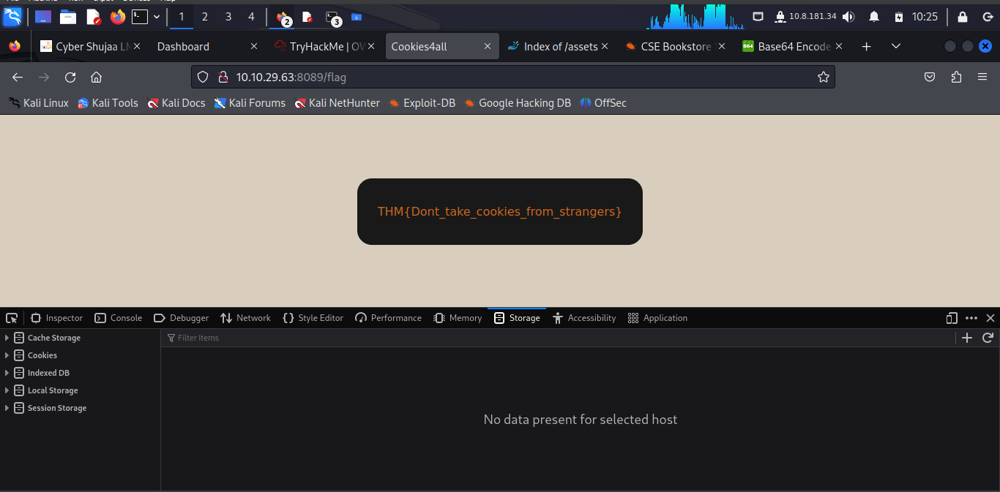 1 2 3 4 2 3 10.8.181.34 10:25
Cyber Shujaa LM Dashboard TryHackMe | OW Cookies4all Index of /assets CSE Bookstore Base64 Encode
10.10.29.63:8089/flag
Kali Linux Kali Tools Kali Docs Kali Forums Kali NetHunter Exploit-DB Google Hacking DB OffSec
THM{Dont_take_cookies_from_strangers}
Inspector Console Debugger Network Style Editor Performance Memory Storage Accessibility Application
Cache Storage Filter Items
Cookies
Indexed DB
Local Storage
Session Storage
No data present for selected host